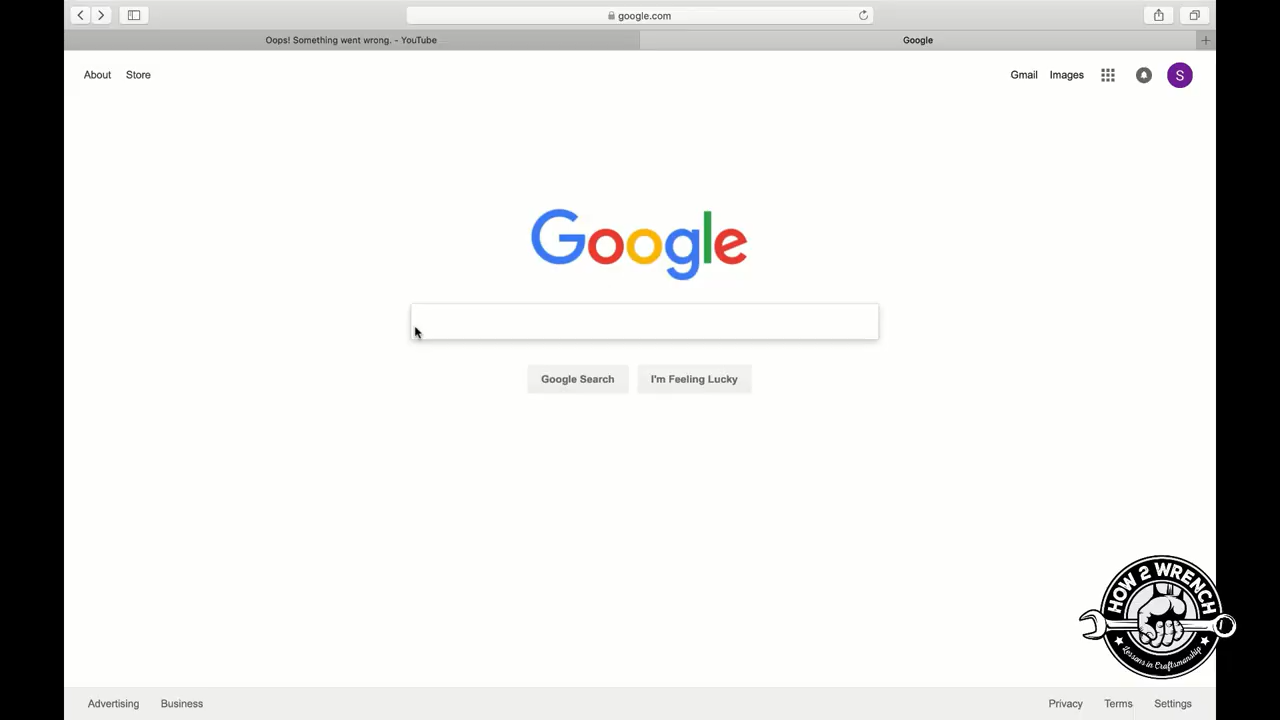 google.com
Oops! Something went wrong. - YouTube
Google
About Store
Gmail Images
S
Google
Google Search I'm Feeling Lucky
HOW 2 WRENCH
Lessons in Craftsmanship
Advertising Business
Privacy Terms Settings